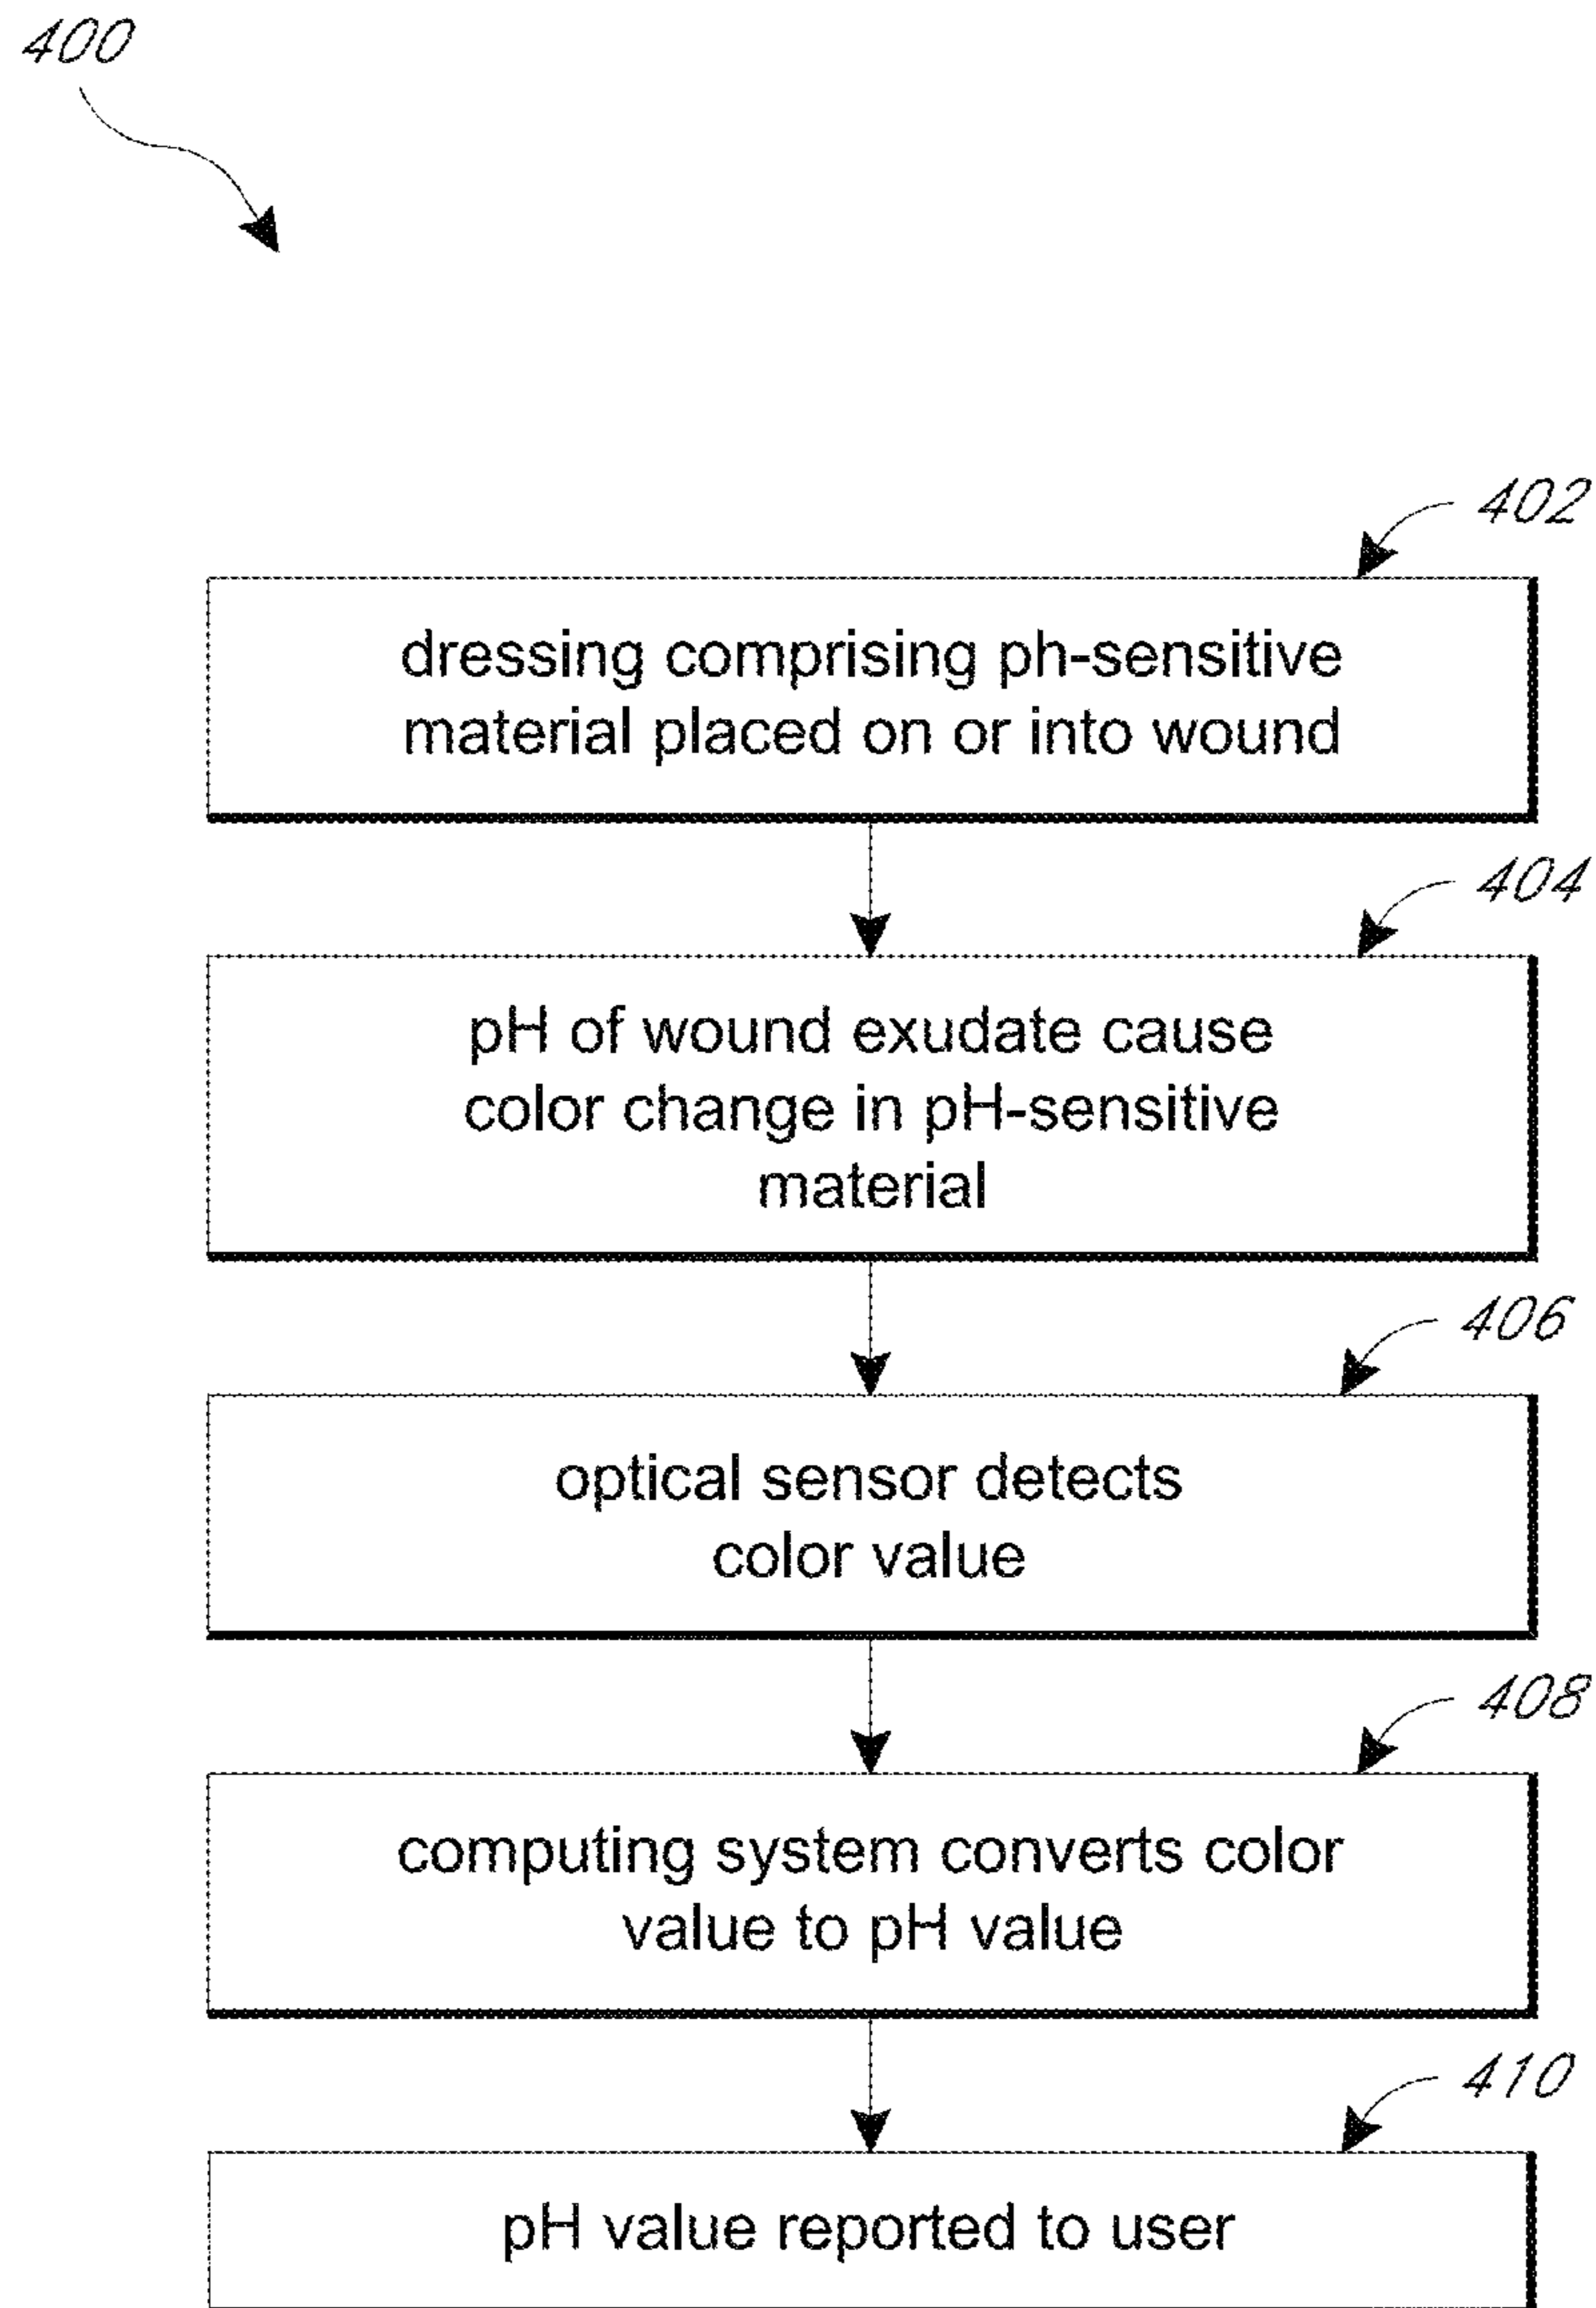 400
402
dressing comprising ph-sensitive
material placed on or into wound
404
pH of wound exudate cause
color change in pH-sensitive
material
406
optical sensor detects
color value
408
computing system converts color
value to pH value
410
pH value reported to user